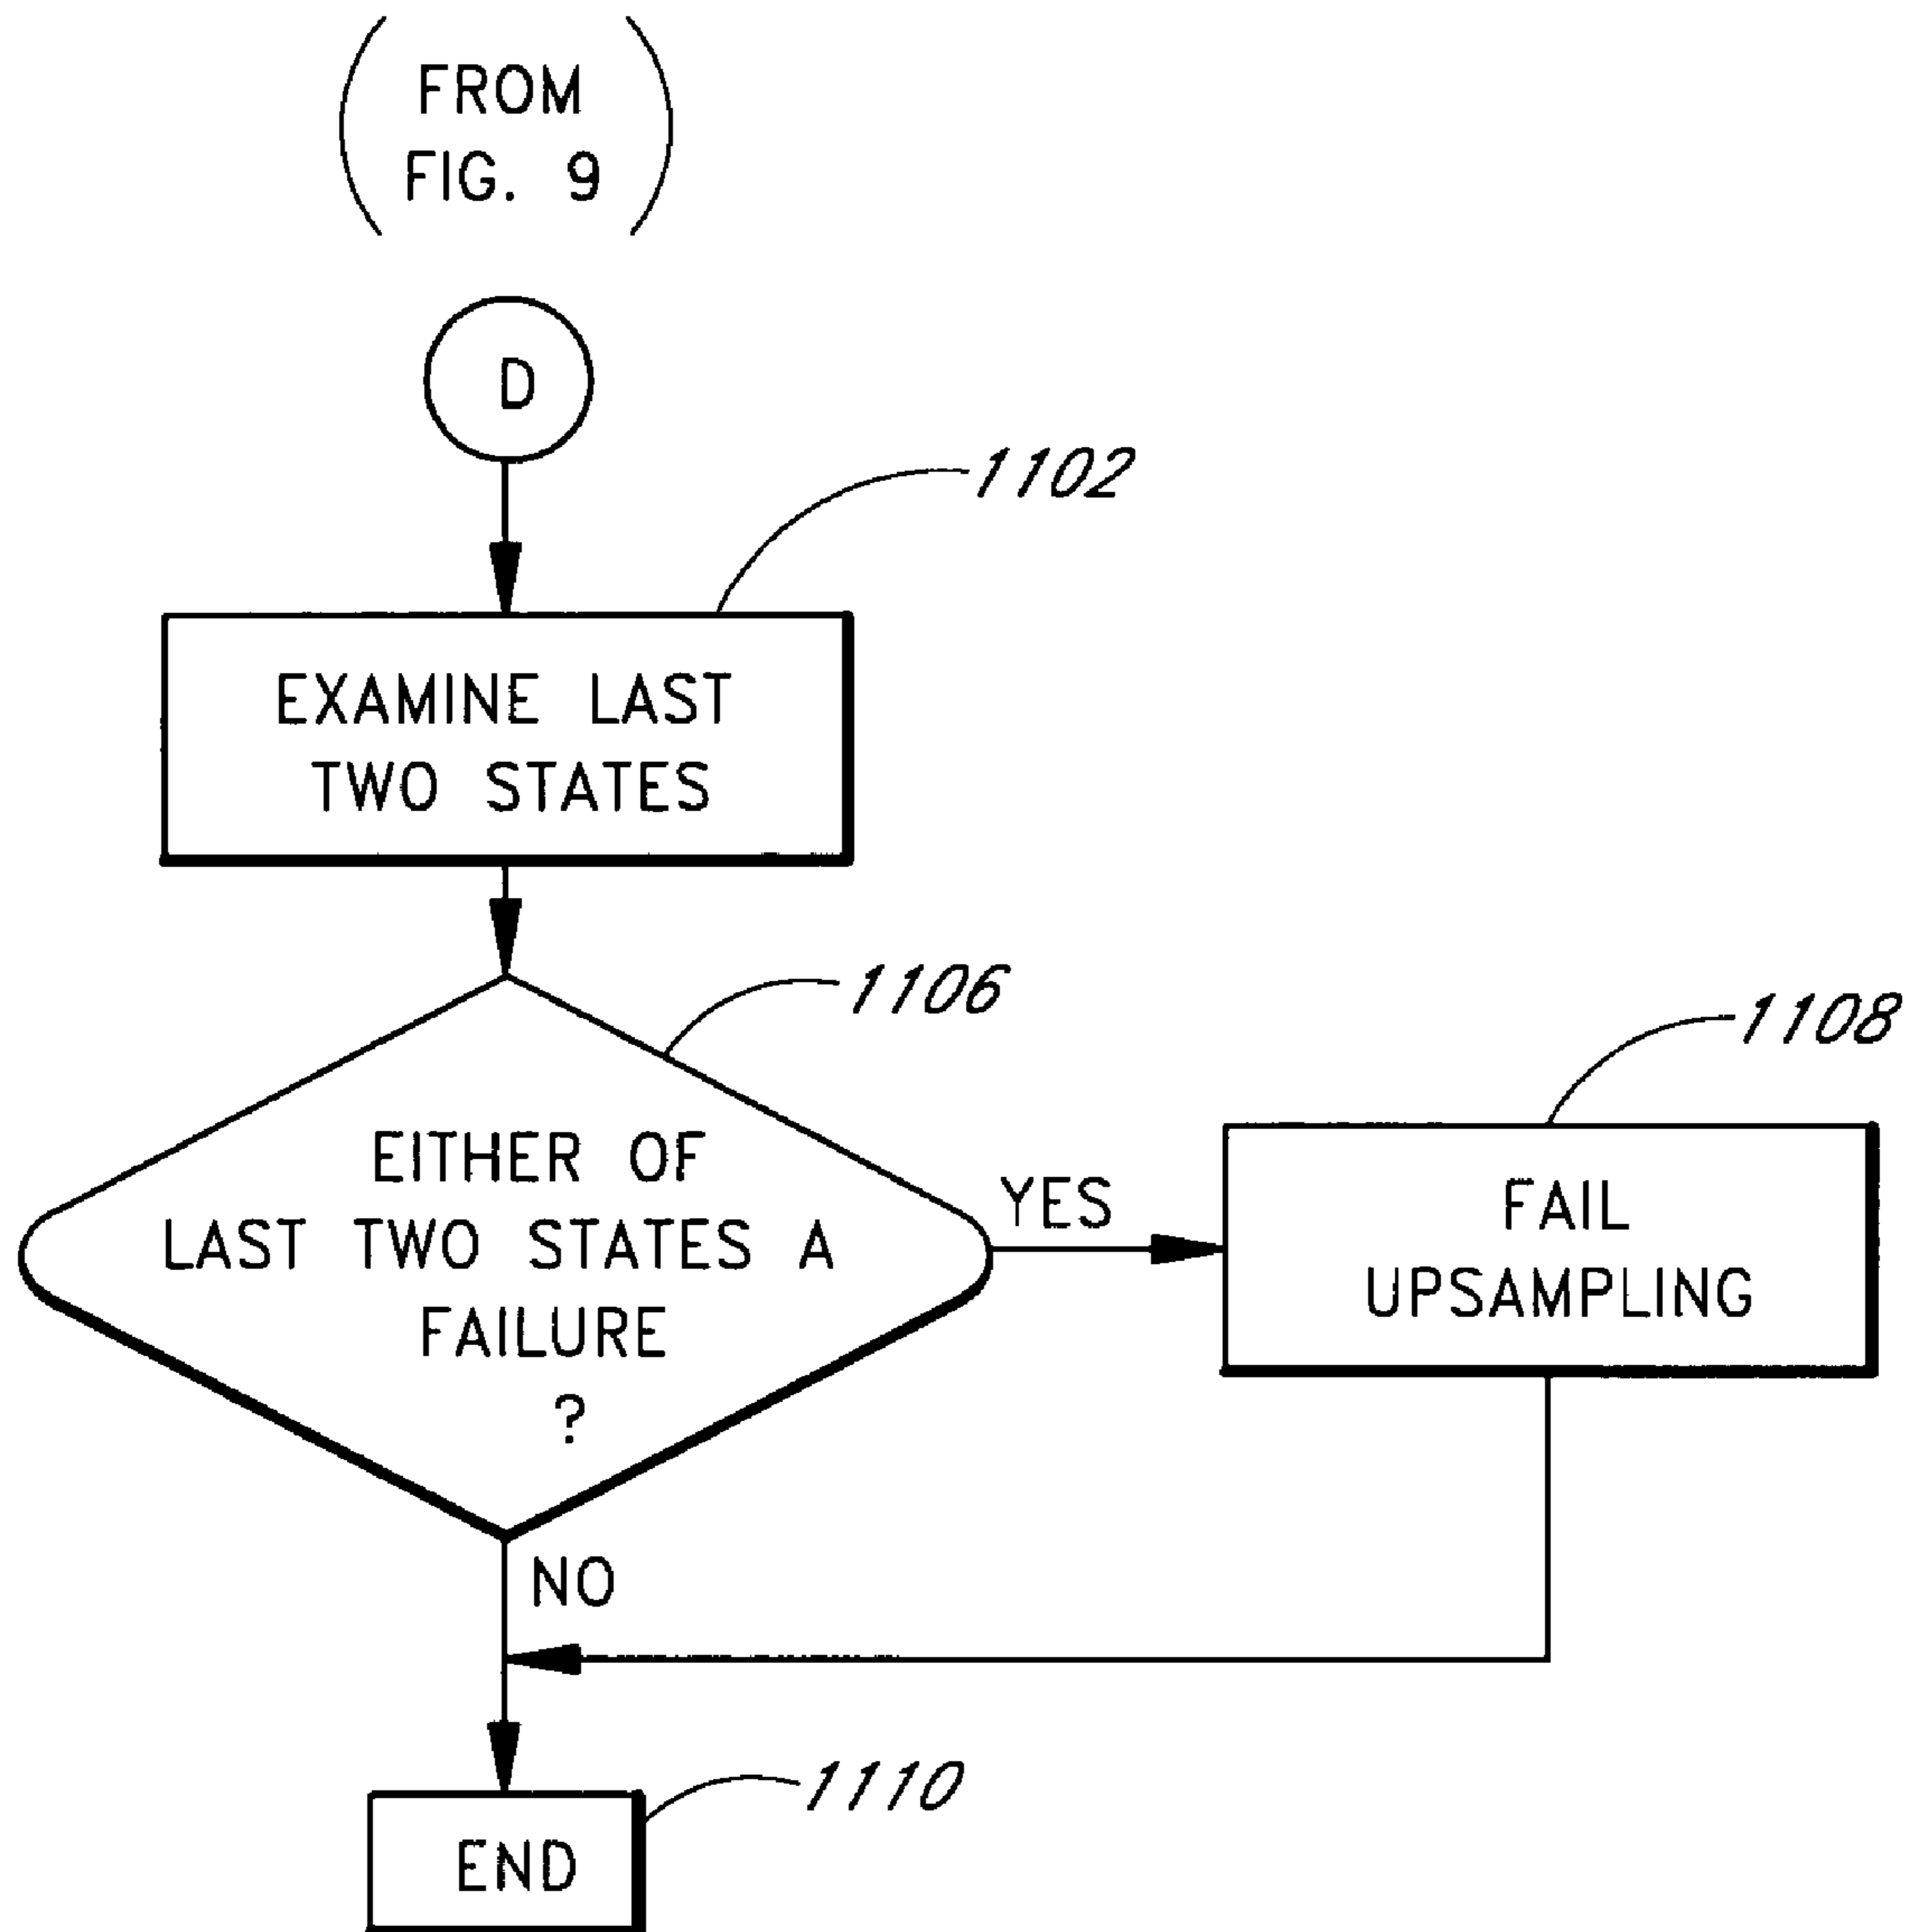 FROM
FIG. 9
D
1102
EXAMINE LAST
TWO STATES
1106
EITHER OF
LAST TWO STATES A
FAILURE
?
YES
1108
FAIL
UPSAMPLING
NO
1110
END